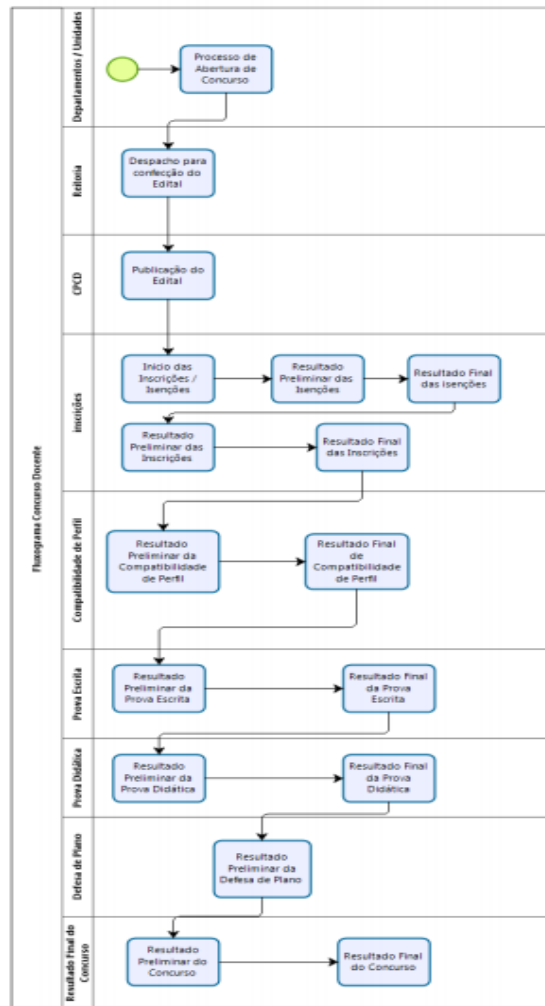 Fluxograma Concurso Docente
Departamentos / Unidades
Processo de
Abertura de
Concurso
Reitoria
Despacho para
confecção do
Edital
CPCD
Publicação do
Edital
inscrições
Inicio das
Inscrições /
Isenções
Resultado
Preliminar das
Isenções
Resultado Final
das isenções
Resultado
Preliminar das
Inscrições
Resultado Final
das Inscrições
Compatibilidade de Perfil
Resultado
Preliminar da
Compatibilidade
de Perfil
Resultado Final
de
Compatibilidade
de Perfil
Prova Escrita
Resultado
Preliminar da
Prova Escrita
Resultado Final
da Prova
Escrita
Prova Didática
Resultado
Preliminar da
Prova Didática
Resultado Final
da Prova
Didática
Defesa de Plano
Resultado
Preliminar da
Defesa de Plano
Resultado Final do
Concurso
Resultado
Preliminar do
Concurso
Resultado Final
do Concurso